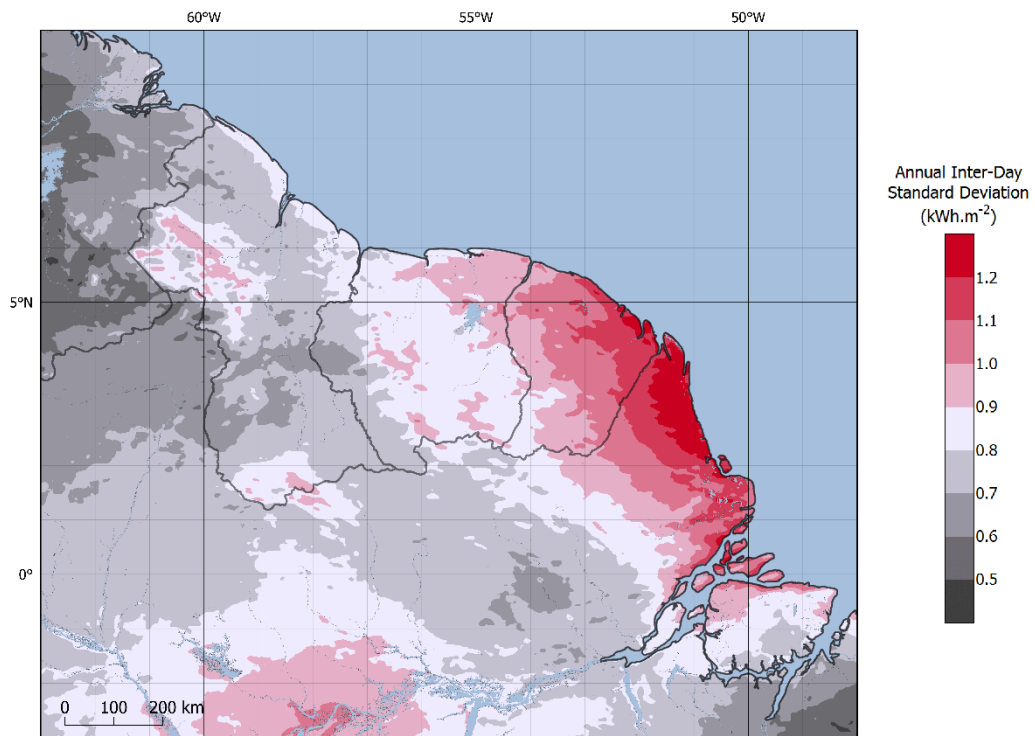 60°W
55°W
50°W
5°N
0°
0 100 200 km
Annual Inter-Day
Standard Deviation
(kWh.m⁻²)
1.2
1.1
1.0
0.9
0.8
0.7
0.6
0.5